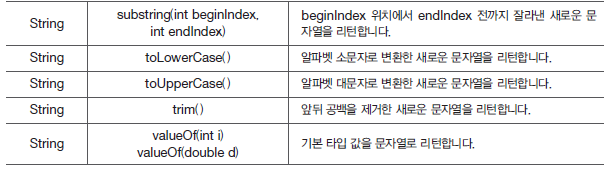 String
substring(int beginIndex,
int endIndex)
beginIndex 위치에서 endIndex 전까지 잘라낸 새로운 문
자열을 리턴합니다.
String
toLowerCase()
알파벳 소문자로 변환한 새로운 문자열을 리턴합니다.
String
toUpperCase()
알파벳 대문자로 변환한 새로운 문자열을 리턴합니다.
String
trim()
앞뒤 공백을 제거한 새로운 문자열을 리턴합니다.
String
valueOf(int i)
valueOf(double d)
기본 타입 값을 문자열로 리턴합니다.